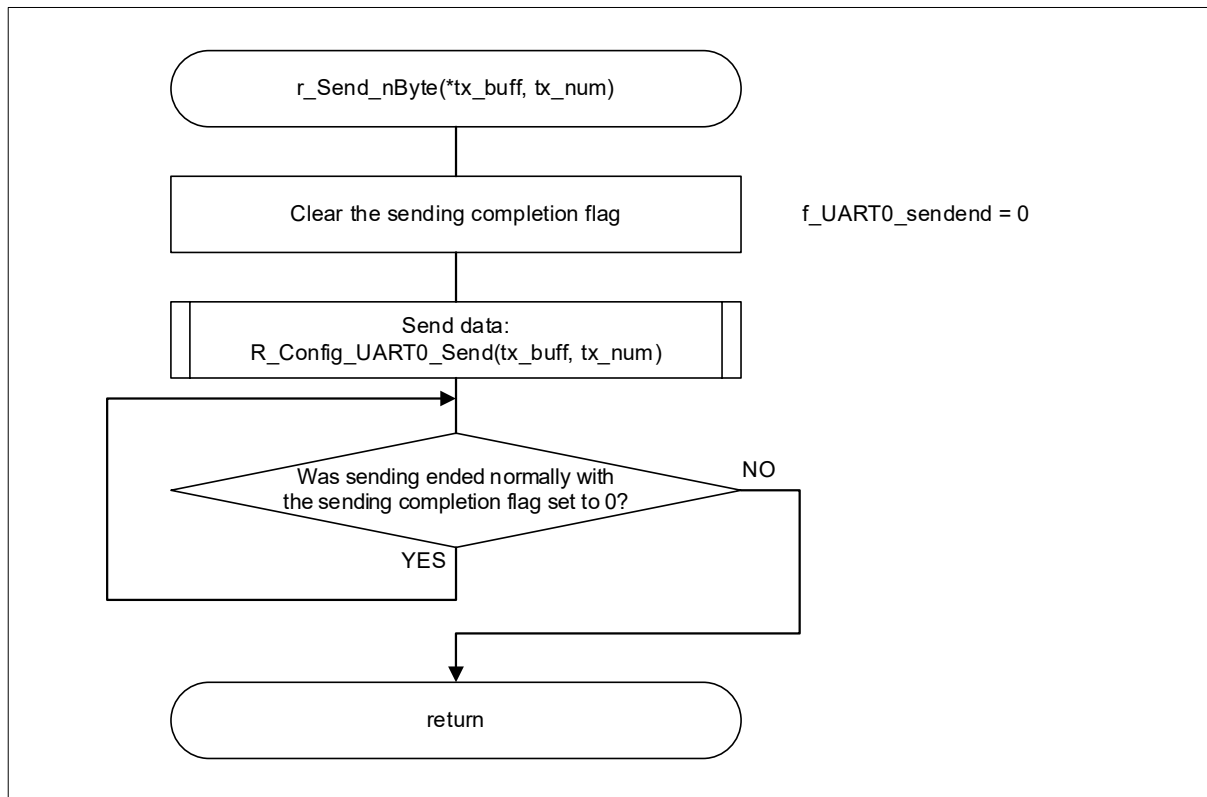 r_Send_nByte(*tx_buff, tx_num)
Clear the sending completion flag
f_UART0_sendend = 0
Send data:
R_Config_UART0_Send(tx_buff, tx_num)
Was sending ended normally with
the sending completion flag set to 0?
NO
YES
return